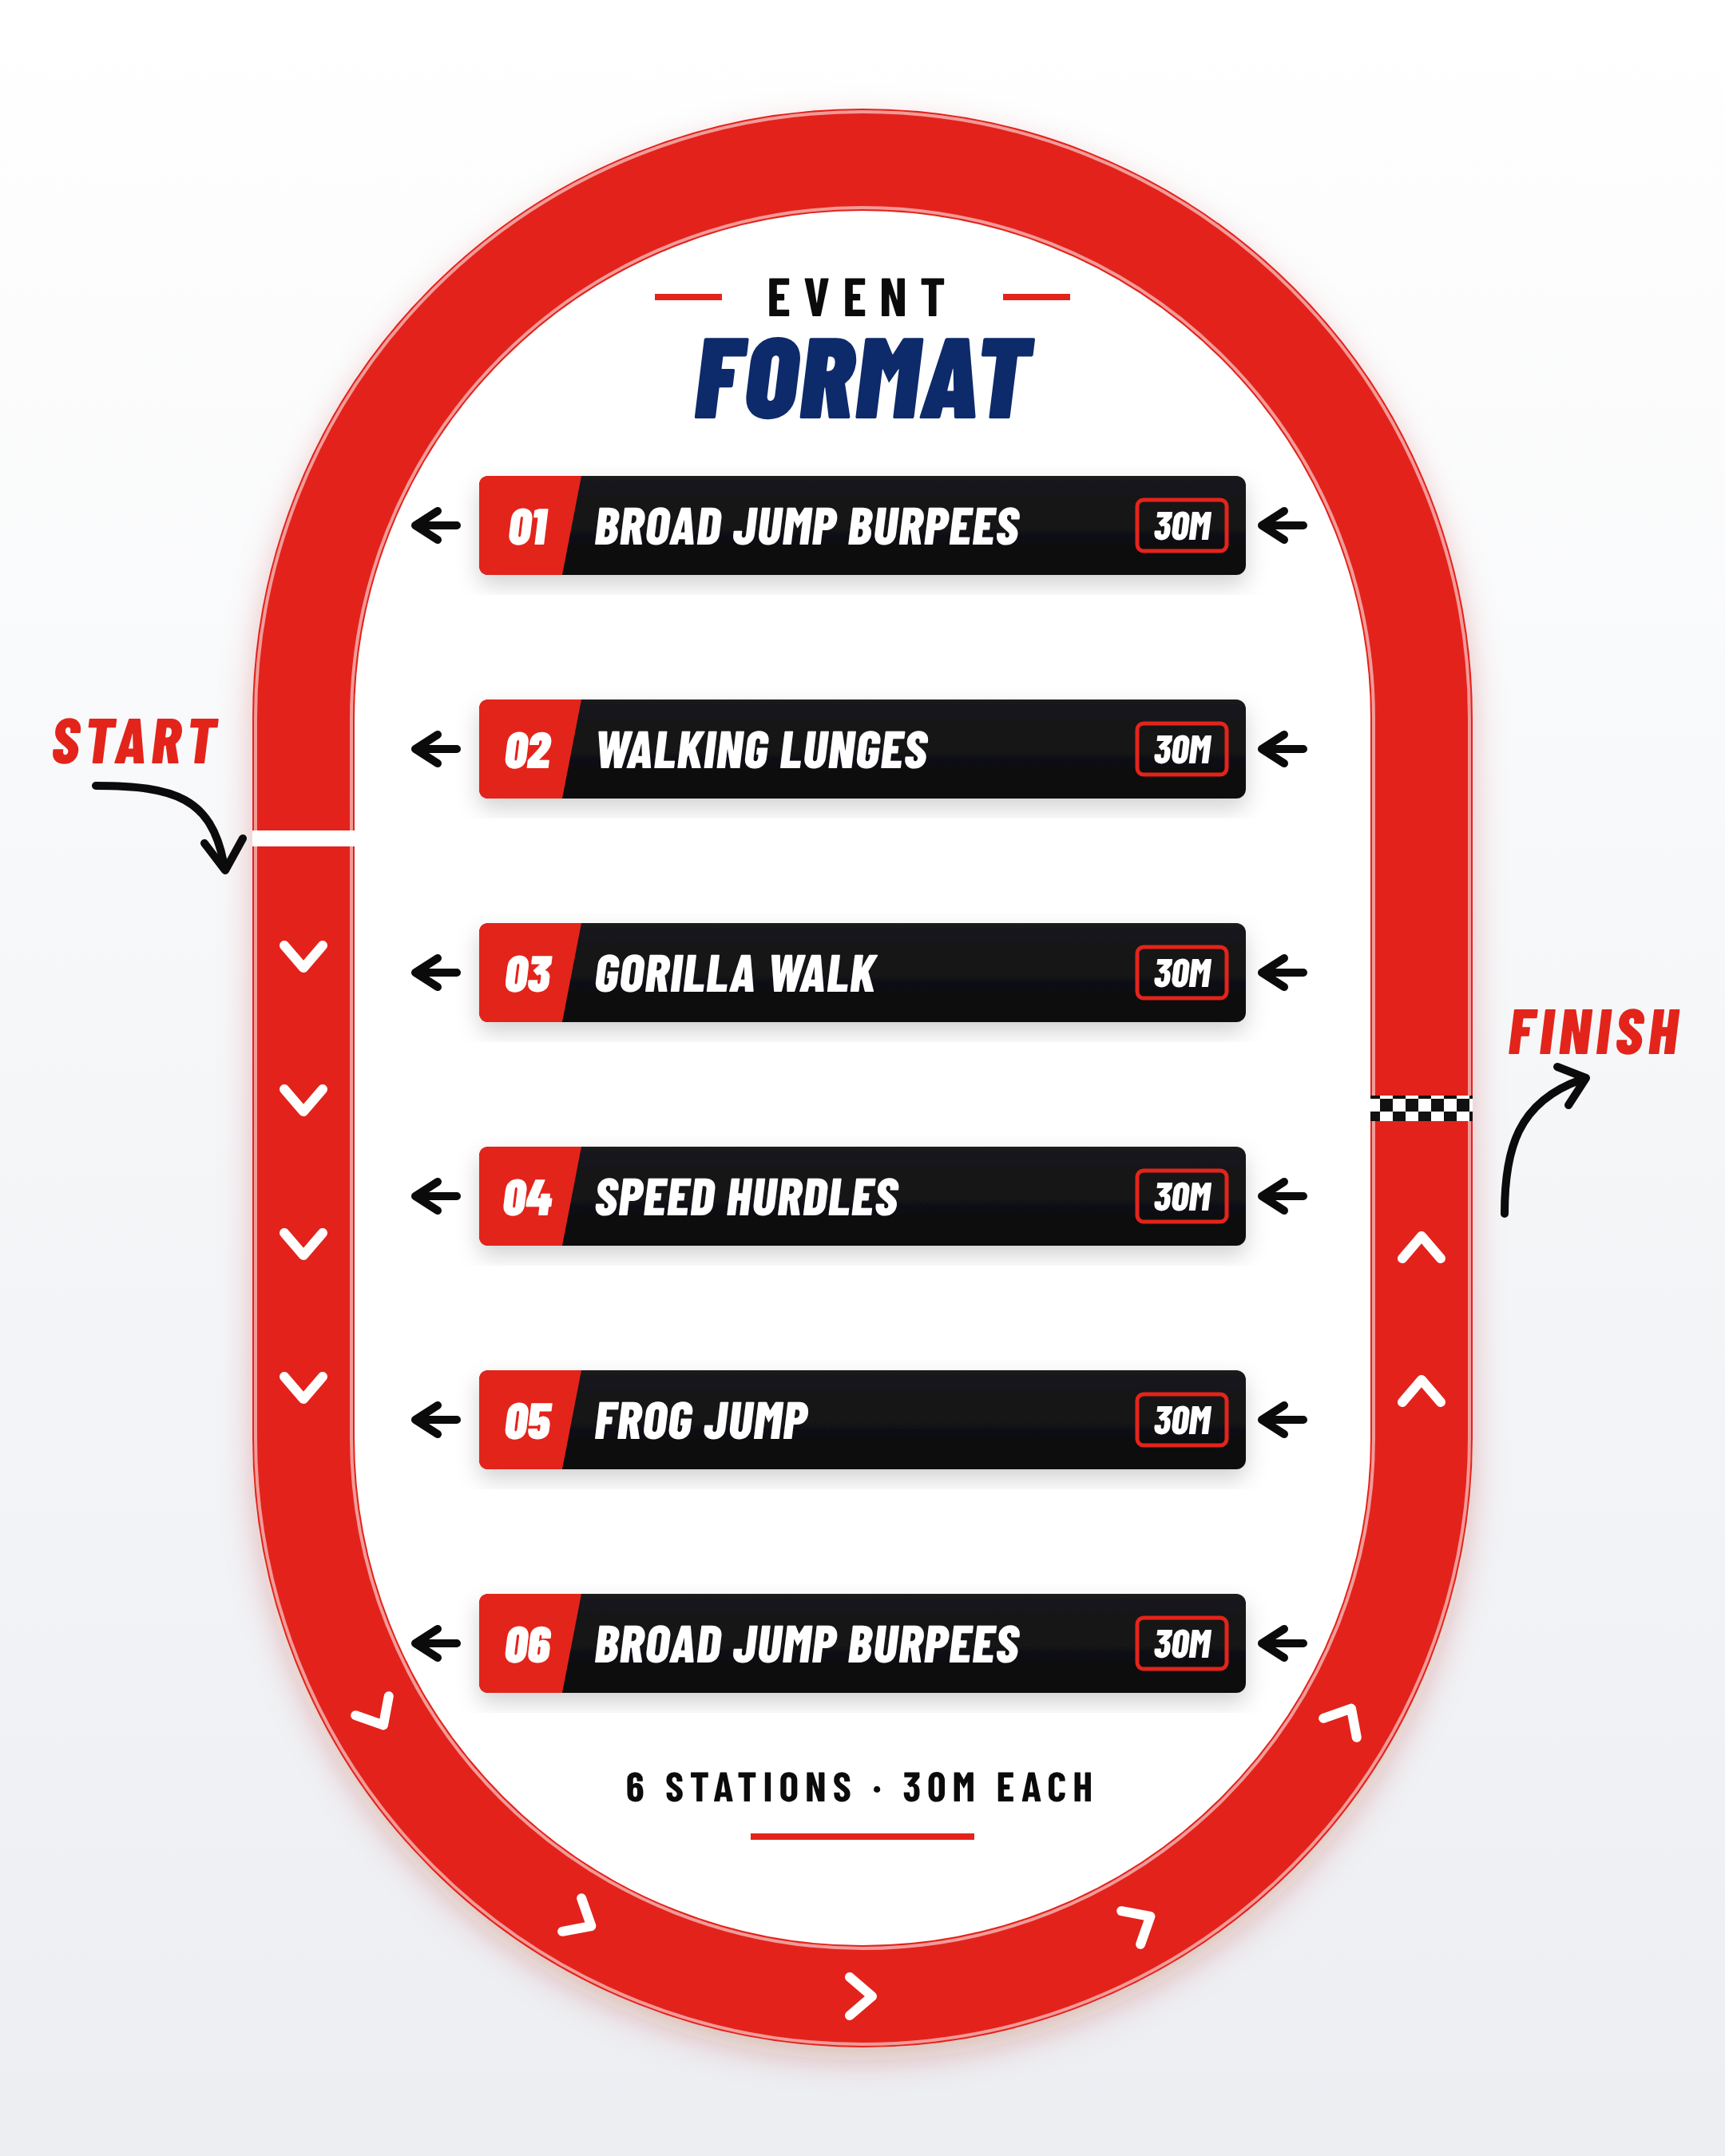 EVENT
FORMAT
01 BROAD JUMP BURPEES 30M
02 WALKING LUNGES 30M
START
03 GORILLA WALK 30M
FINISH
04 SPEED HURDLES 30M
05 FROG JUMP 30M
06 BROAD JUMP BURPEES 30M
6 STATIONS · 30M EACH